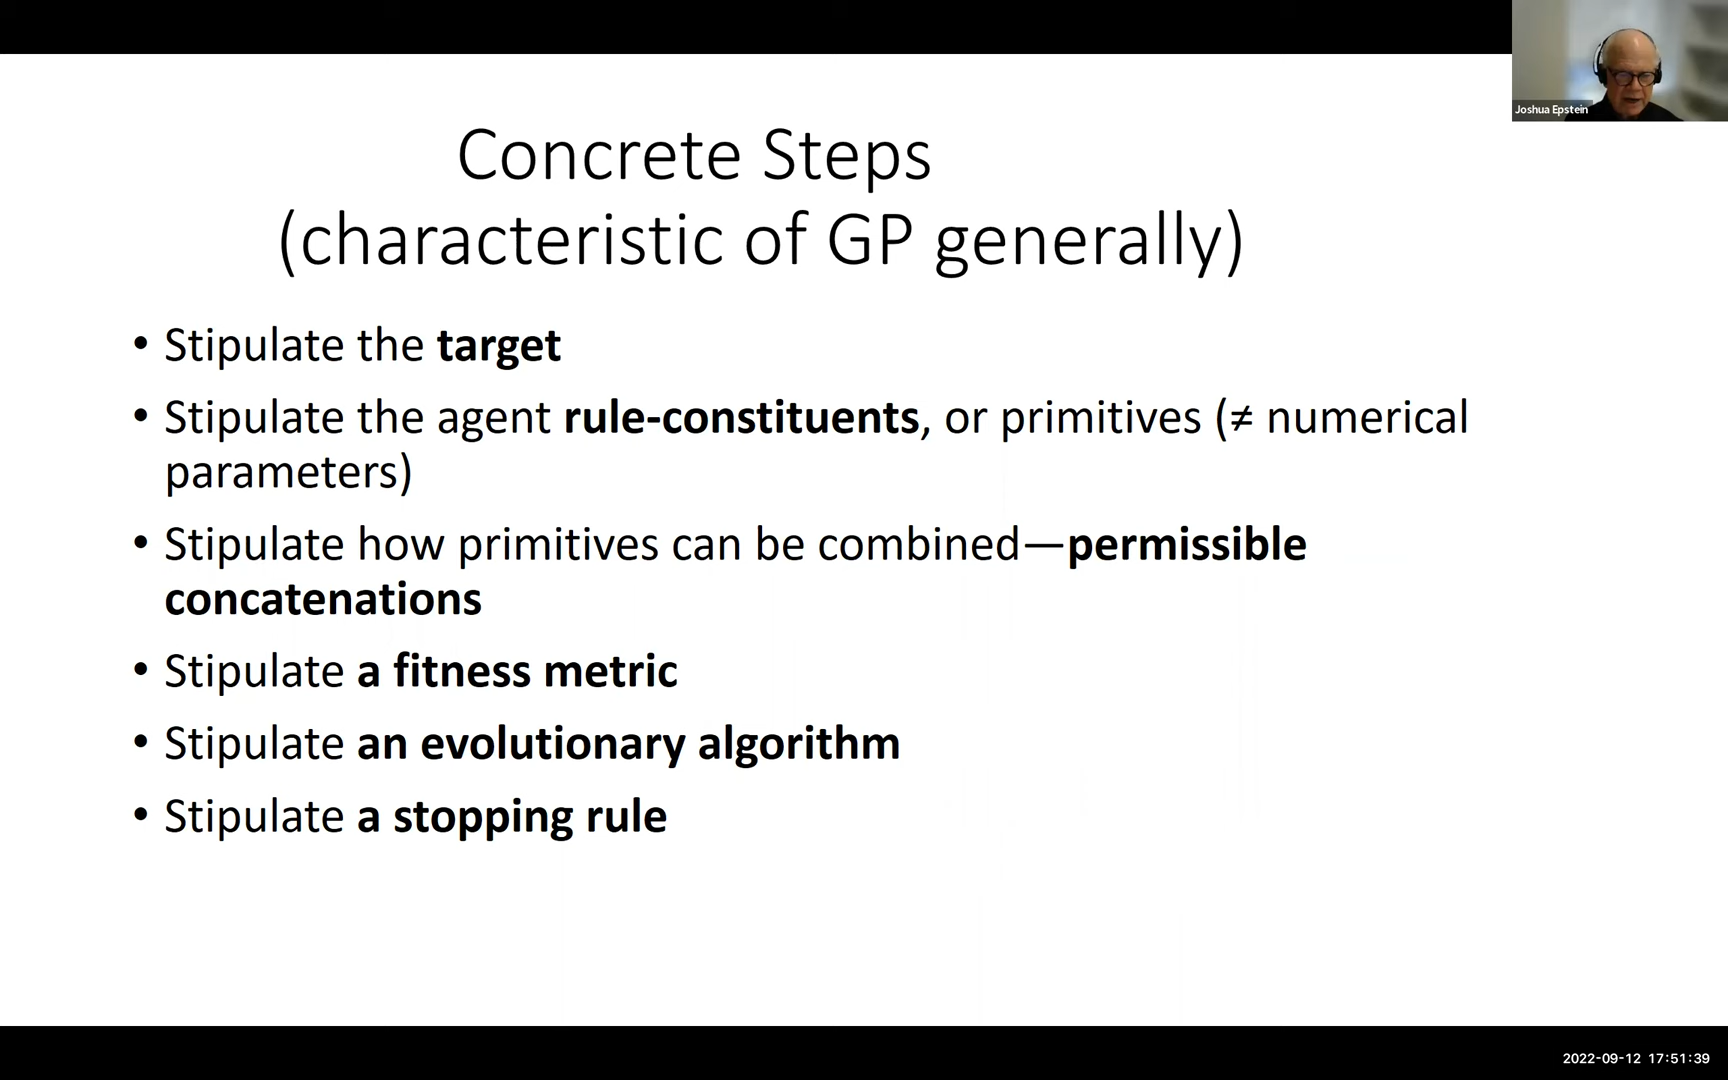 Joshua Epstein
Concrete Steps
(characteristic of GP generally)
• Stipulate the target
• Stipulate the agent rule-constituents, or primitives (≠ numerical
parameters)
• Stipulate how primitives can be combined—permissible
concatenations
• Stipulate a fitness metric
• Stipulate an evolutionary algorithm
• Stipulate a stopping rule
2022-09-12 17:51:39